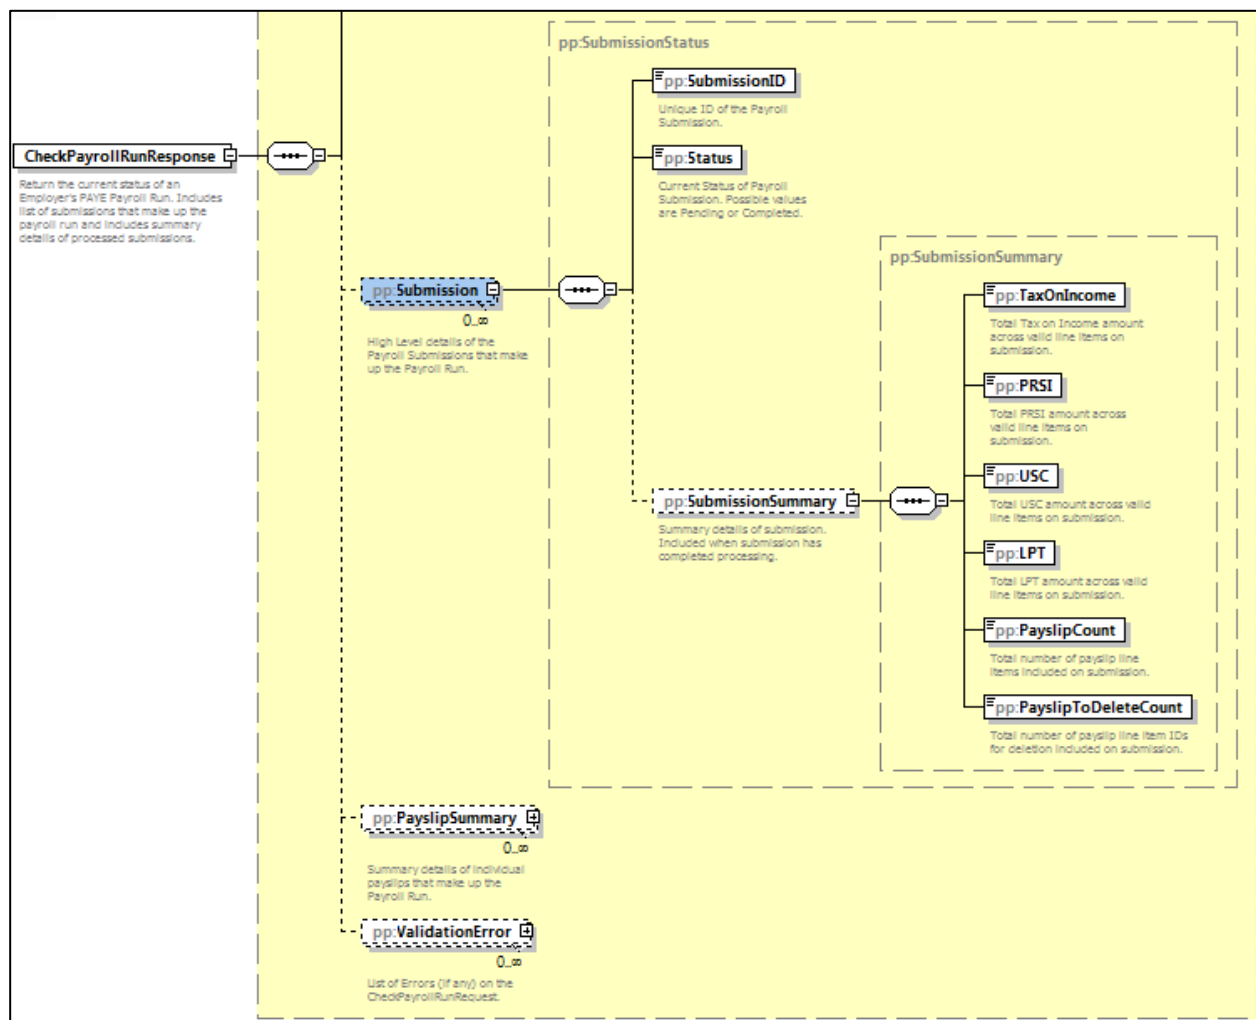 pp:SubmissionStatus
pp:SubmissionID
Unique ID of the Payroll
Submission.
CheckPayrollRunResponse
Return the current status of an
Employer's PAYE Payroll Run. Includes
list of submissions that make up the
payroll run and includes summary
details of processed submissions.
pp:Status
Current Status of Payroll
Submission. Possible values
are Pending or Completed.
pp:Submission
0..∞
High Level details of the
Payroll Submissions that make
up the Payroll Run.
pp:SubmissionSummary
pp:TaxOnIncome
Total Tax on Income amount
across valid line items on
submission.
pp:PRSI
Total PRSI amount across
valid line items on
submission.
pp:SubmissionSummary
Summary details of submission.
Included when submission has
completed processing.
pp:USC
Total USC amount across valid
line items on submission.
pp:LPT
Total LPT amount across valid
line items on submission.
pp:PayslipCount
Total number of payslip line
items included on submission.
pp:PayslipToDeleteCount
Total number of payslip line item IDs
for deletion included on submission.
pp:PayslipSummary
0..∞
Summary details of individual
payslips that make up the
Payroll Run.
pp:ValidationError
0..∞
List of Errors (if any) on the
CheckPayrollRunRequest.